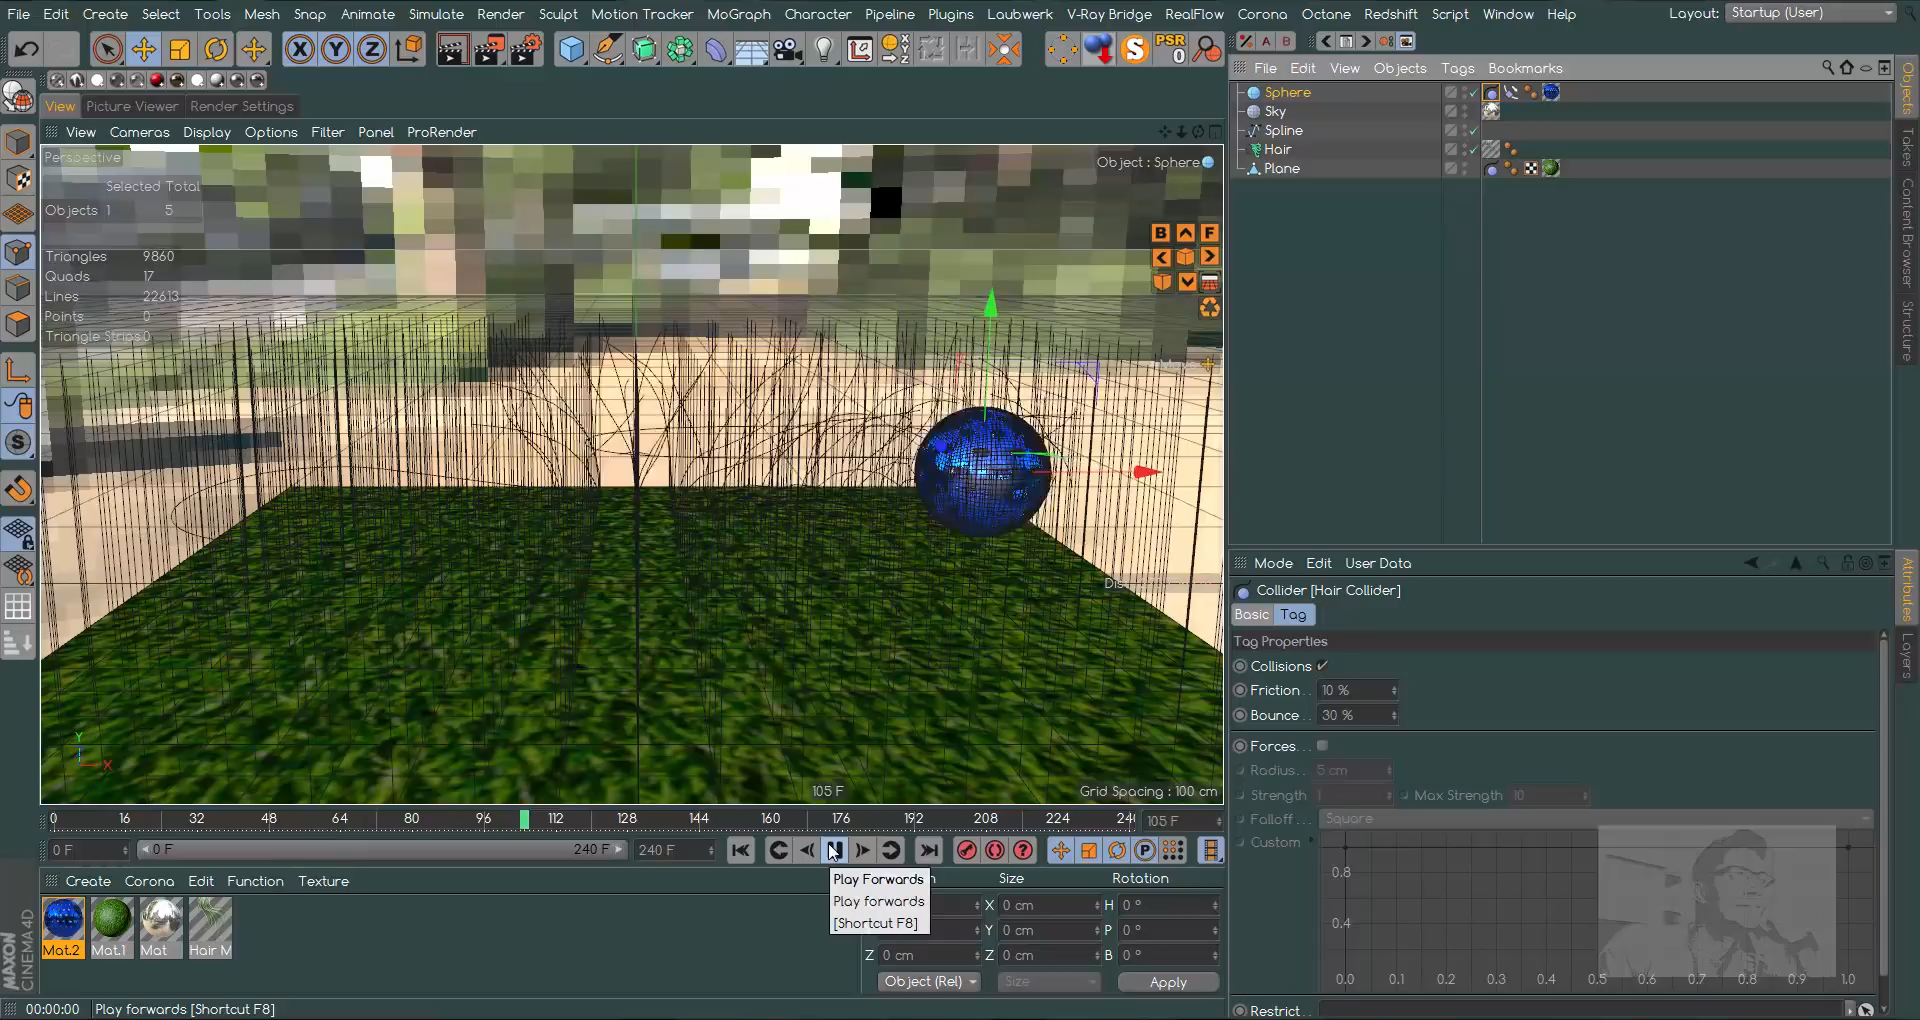 File Edit Create Select Tools Mesh Snap Animate Simulate Render Sculpt Motion Tracker MoGraph Character Pipeline Plugins Laubwerk V-Ray Bridge RealFlow Corona Octane Redshift Script Window Help
Layout: Startup (User)
X Y Z
S PSR 0
A B
File Edit View Objects Tags Bookmarks
View Picture Viewer Render Settings
View Cameras Display Options Filter Panel ProRender
Sphere
Sky
Spline
Hair
Plane
Objects
Takes
Content Browser
Structure
Perspective
Object : Sphere
Selected Total
Objects 1 5
Triangles 9860
Quads 17
Lines 22613
Points 0
Triangle Strips 0
B F
Y
X
105 F
Grid Spacing : 100 cm
Mode Edit User Data
Collider [Hair Collider]
Basic Tag
Tag Properties
Collisions
Friction . . 10 %
Bounce . . 30 %
Forces. . .
Radius. . . 5 cm
Strength 1 Max Strength 10
Falloff . . Square
Custom
0.8
0.4
0.0 0.1 0.2 0.3 0.4 0.5 0.6 0.7 0.8 0.9 1.0
Restrict
Attributes
Layers
0 16 32 48 64 80 96 112 128 144 160 176 192 208 224 105 F
0 F 0 F 240 F 240 F
Create Corona Edit Function Texture
Mat.2 Mat.1 Mat Hair M
Play Forwards
Play forwards
[Shortcut F8]
Size Rotation
X 0 cm H 0 °
Y 0 cm P 0 °
Z 0 cm Z 0 cm B 0 °
Object (Rel) Size Apply
MAXON
CINEMA4D
00:00:00 Play forwards [Shortcut F8]